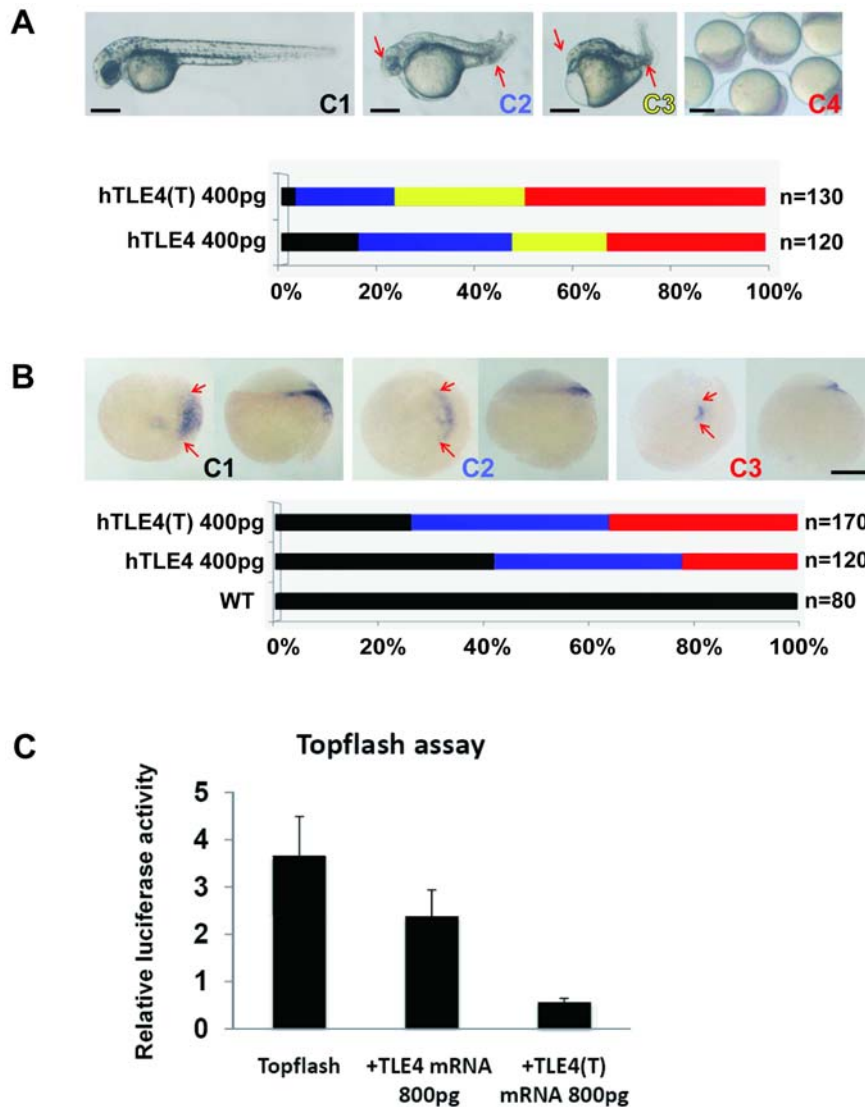 A
C1
C2
C3
C4
hTLE4(T) 400pg
n=130
hTLE4 400pg
n=120
0% 20% 40% 60% 80% 100%
B
C1
C2
C3
hTLE4(T) 400pg
n=170
hTLE4 400pg
n=120
WT
n=80
0% 20% 40% 60% 80% 100%
C
Topflash assay
Relative luciferase activity
5
4
3
2
1
0
Topflash
+TLE4 mRNA
800pg
+TLE4(T)
mRNA 800pg